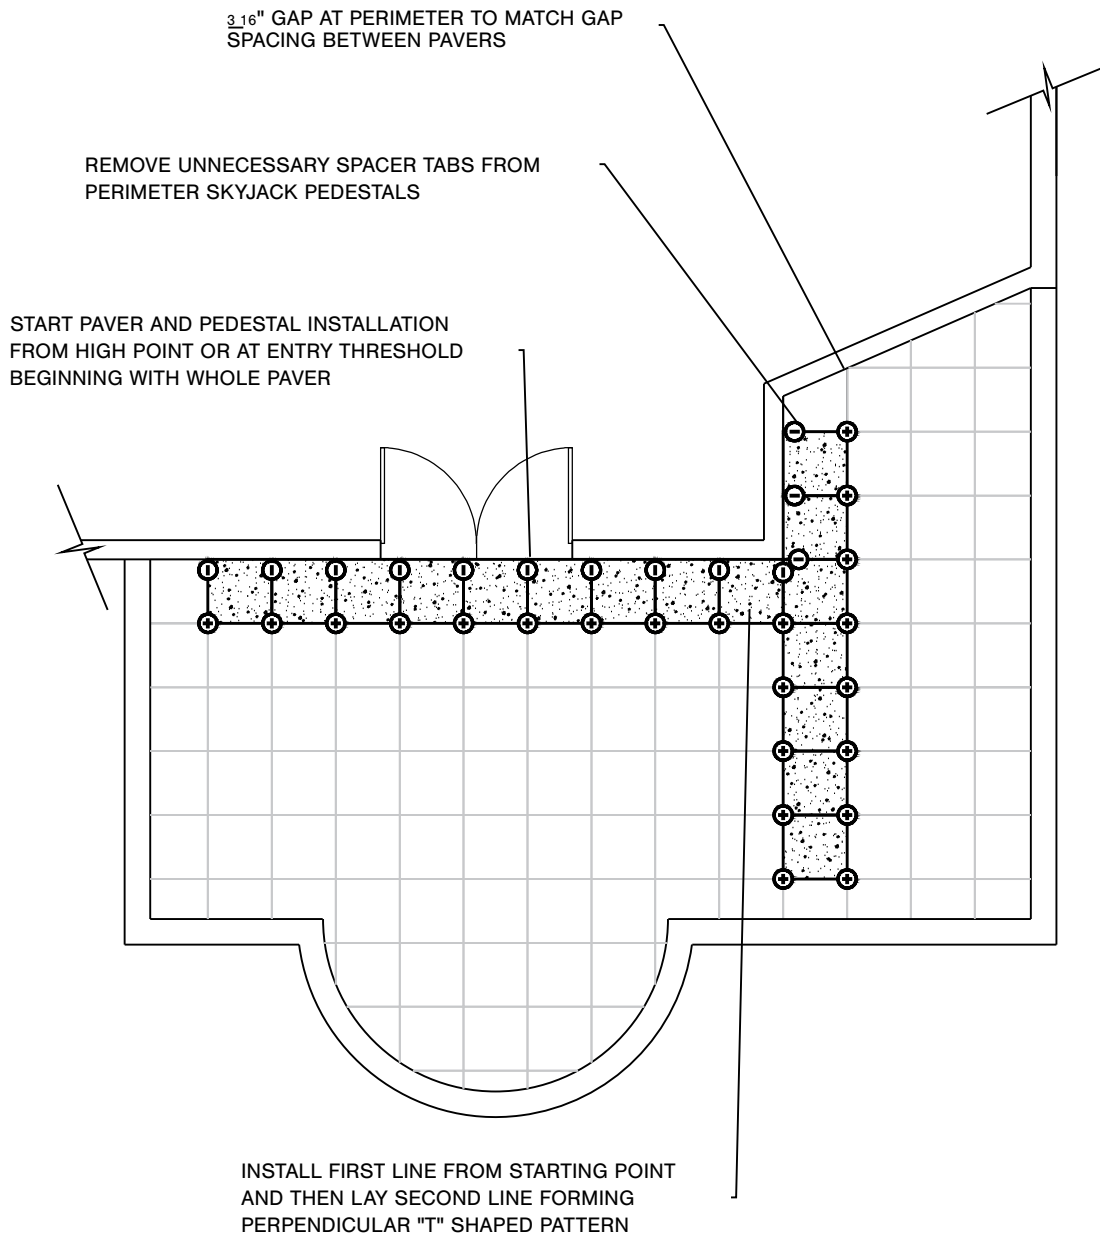 3 16" GAP AT PERIMETER TO MATCH GAP
SPACING BETWEEN PAVERS
REMOVE UNNECESSARY SPACER TABS FROM
PERIMETER SKYJACK PEDESTALS
START PAVER AND PEDESTAL INSTALLATION
FROM HIGH POINT OR AT ENTRY THRESHOLD
BEGINNING WITH WHOLE PAVER
INSTALL FIRST LINE FROM STARTING POINT
AND THEN LAY SECOND LINE FORMING
PERPENDICULAR "T" SHAPED PATTERN